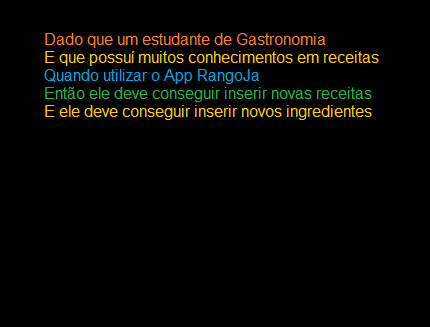 Dado que um estudante de Gastronomia
E que possuí muitos conhecimentos em receitas
Quando utilizar o App RangoJa
Então ele deve conseguir inserir novas receitas
E ele deve conseguir inserir novos ingredientes